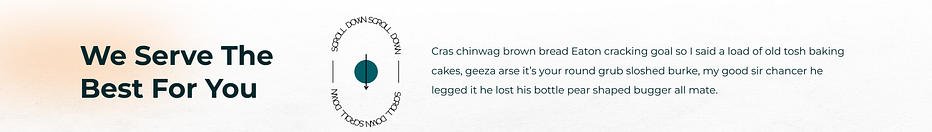 We Serve The
Best For You
SCROLL DOWN SCROLL DOWN
SCROLL DOWN SCROLL DOWN
Cras chinwag brown bread Eaton cracking goal so I said a load of old tosh baking
cakes, geeza arse it's your round grub sloshed burke, my good sir chancer he
legged it he lost his bottle pear shaped bugger all mate.